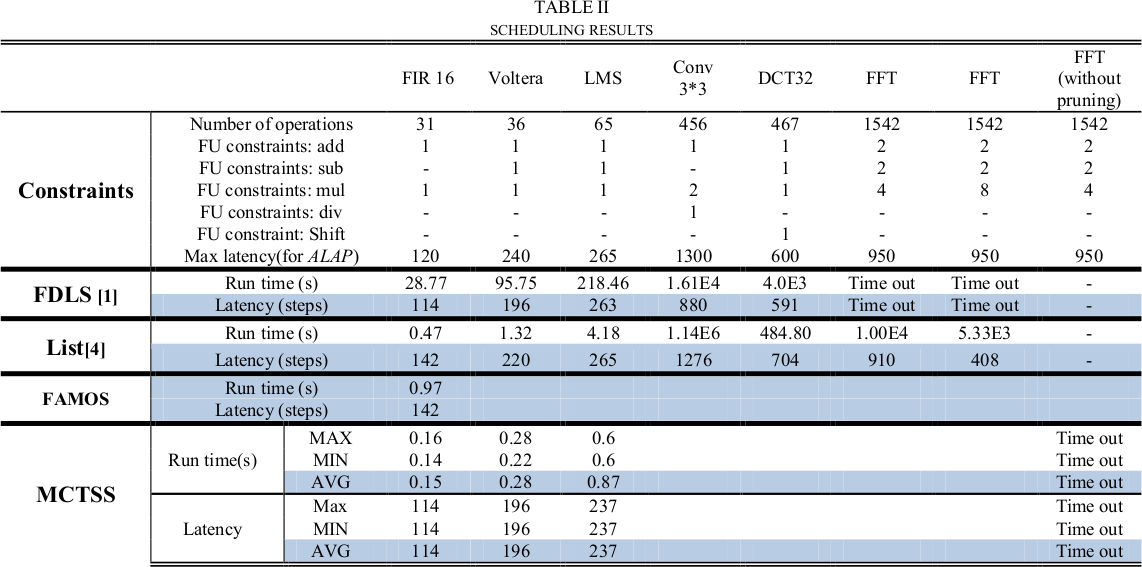 TABLE II
SCHEDULING RESULTS
FIR 16 Voltera LMS Conv 3*3 DCT32 FFT FFT FFT (without pruning)
Constraints
Number of operations 31 36 65 456 467 1542 1542 1542
FU constraints: add 1 1 1 1 1 2 2 2
FU constraints: sub - 1 1 - 1 2 2 2
FU constraints: mul 1 1 1 2 1 4 8 4
FU constraints: div - - - 1 - - - -
FU constraint: Shift - - - - 1 - - -
Max latency(for ALAP) 120 240 265 1300 600 950 950 950
FDLS [1]
Run time (s) 28.77 95.75 218.46 1.61E4 4.0E3 Time out Time out -
Latency (steps) 114 196 263 880 591 Time out Time out -
List[4]
Run time (s) 0.47 1.32 4.18 1.14E6 484.80 1.00E4 5.33E3 -
Latency (steps) 142 220 265 1276 704 910 408 -
FAMOS
Run time (s) 0.97
Latency (steps) 142
MCTSS
Run time(s)
MAX 0.16 0.28 0.6 Time out
MIN 0.14 0.22 0.6 Time out
AVG 0.15 0.28 0.87 Time out
Latency
Max 114 196 237 Time out
MIN 114 196 237 Time out
AVG 114 196 237 Time out